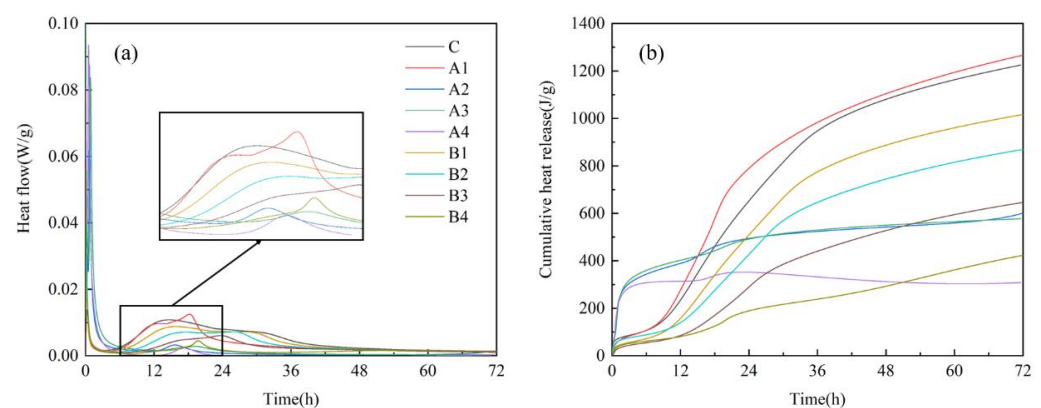 (a)
Heat flow(W/g)
0.10
0.08
0.06
0.04
0.02
0.00
C
A1
A2
A3
A4
B1
B2
B3
B4
0 12 24 36 48 60 72
Time(h)
(b)
Cumulative heat release(J/g)
1400
1200
1000
800
600
400
200
0
0 12 24 36 48 60 72
Time(h)